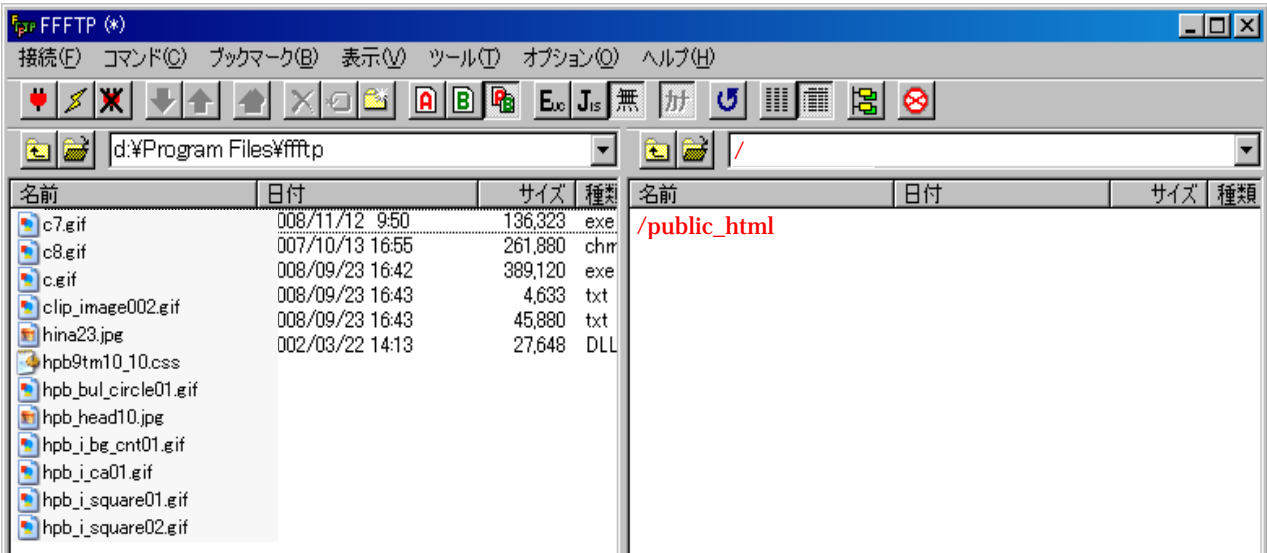 FFFTP (*)
接続(F) コマンド(C) ブックマーク(B) 表示(V) ツール(T) オプション(O) ヘルプ(H)
A B AB Euc JIS 無 カナ
d:¥Program Files¥ffftp /
名前 日付 サイズ 種類 名前 日付 サイズ 種類
c7.gif 008/11/12 9:50 136,323 exe /public_html
c8.gif 007/10/13 16:55 261,880 chm
c.gif 008/09/23 16:42 389,120 exe
clip_image002.gif 008/09/23 16:43 4,633 txt
hina23.jpg 008/09/23 16:43 45,880 txt
hpb9tm10_10.css 002/03/22 14:13 27,648 DLL
hpb_bul_circle01.gif
hpb_head10.jpg
hpb_i_bg_cnt01.gif
hpb_i_ca01.gif
hpb_i_square01.gif
hpb_i_square02.gif